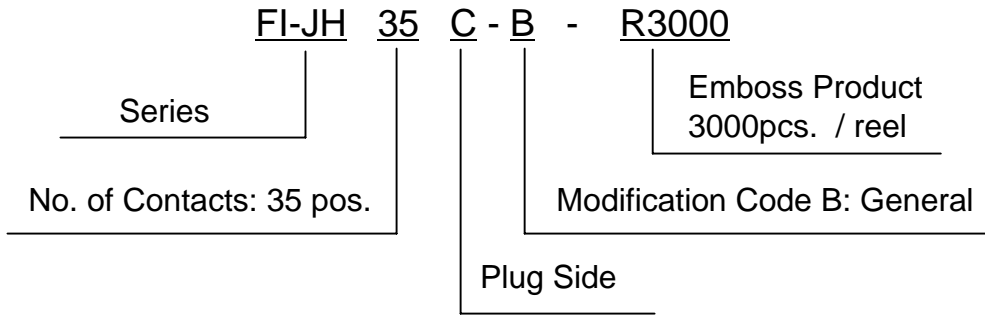 FI-JH 35 C - B - R3000
Series
Emboss Product
3000pcs. / reel
No. of Contacts: 35 pos.
Modification Code B: General
Plug Side